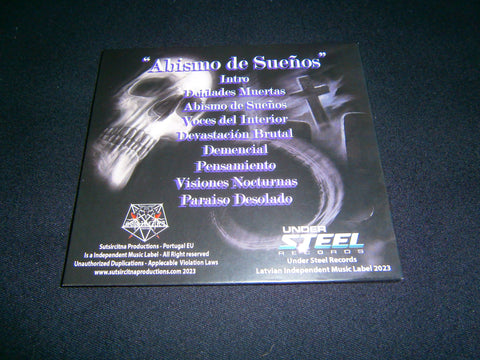 "Abismo de Sueños"
Intro
Deidades Muertas
Abismo de Sueños
Voces del Interior
Devastación Brutal
Demencial
Pensamiento
Visiones Nocturnas
Paraiso Desolado
Sutsircitna Productions - Portugal EU
Is a Independent Music Label - All Right reserved
Unauthorized Duplications - Applecable Violation Laws
www.sutsircitnaproductions.com 2023
UNDER
STEEL
RECORDS
Under Steel Records
Latvian Independent Music Label 2023